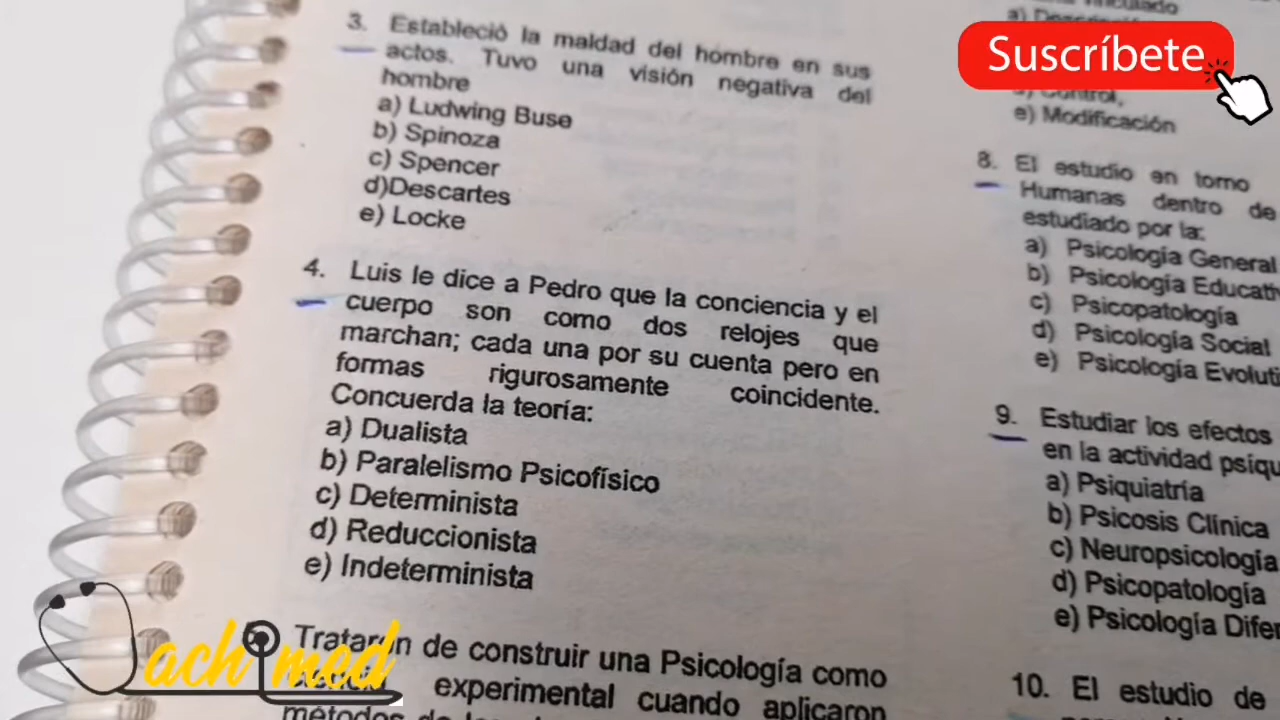 3. Estableció la maldad del hombre en sus
actos. Tuvo una visión negativa del
hombre
a) Ludwing Buse
b) Spinoza
c) Spencer
d)Descartes
e) Locke
4. Luis le dice a Pedro que la conciencia y el
cuerpo son como dos relojes que
marchan; cada una por su cuenta pero en
formas rigurosamente coincidente.
Concuerda la teoría:
a) Dualista
b) Paralelismo Psicofísico
c) Determinista
d) Reduccionista
e) Indeterminista
Trataron de construir una Psicología como
experimental cuando aplicaron
métodos
achimed
Suscríbete
e) Modificación
8. El estudio en torno
Humanas dentro de
estudiado por la:
a) Psicología General
b) Psicología Educati
c) Psicopatología
d) Psicología Social
e) Psicología Evoluti
9. Estudiar los efectos
en la actividad psíqu
a) Psiquiatría
b) Psicosis Clínica
c) Neuropsicología
d) Psicopatología
e) Psicología Difer
10. El estudio de